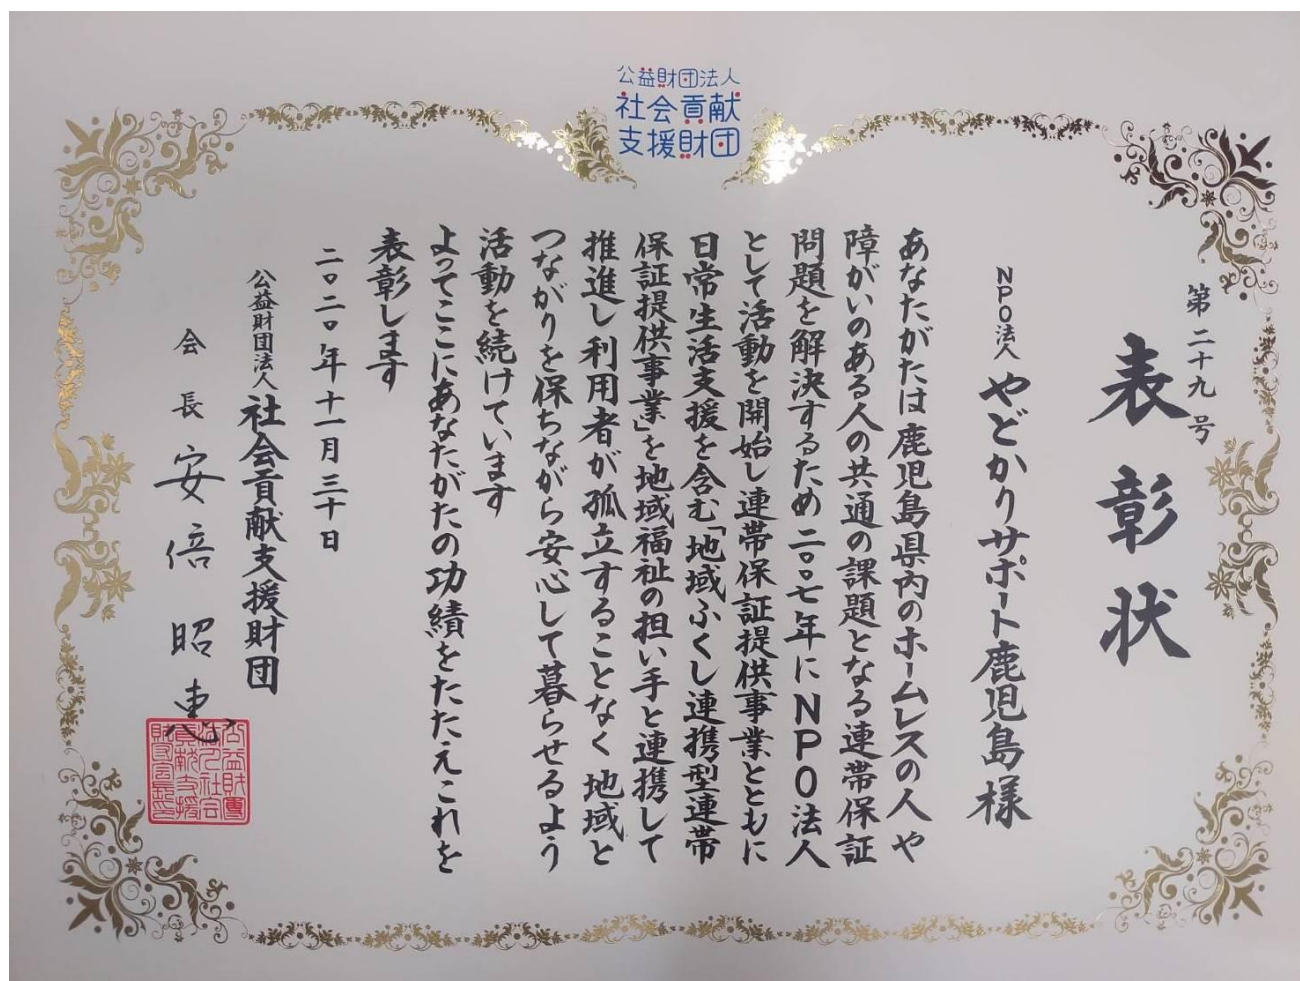 公益財団法人
社会貢献
支援財団
第二十九号
表彰状
NPO法人 やどかりサポート鹿児島様
あなたがたは鹿児島県内のホームレスの人や
障がいのある人の共通の課題となる連帯保証
問題を解決するため二〇〇七年にNPO法人
として活動を開始し連帯保証提供事業とともに
日常生活支援を含む「地域ふくし連携型連帯
保証提供事業」を地域福祉の担い手と連携して
推進し利用者が孤立することなく地域と
つながりを保ちながら安心して暮らせるよう
活動を続けています
よってここにあなたがたの功績をたたえこれを
表彰します
二〇二〇年十一月三十日
公益財団法人 社会貢献支援財団
会長 安倍昭恵